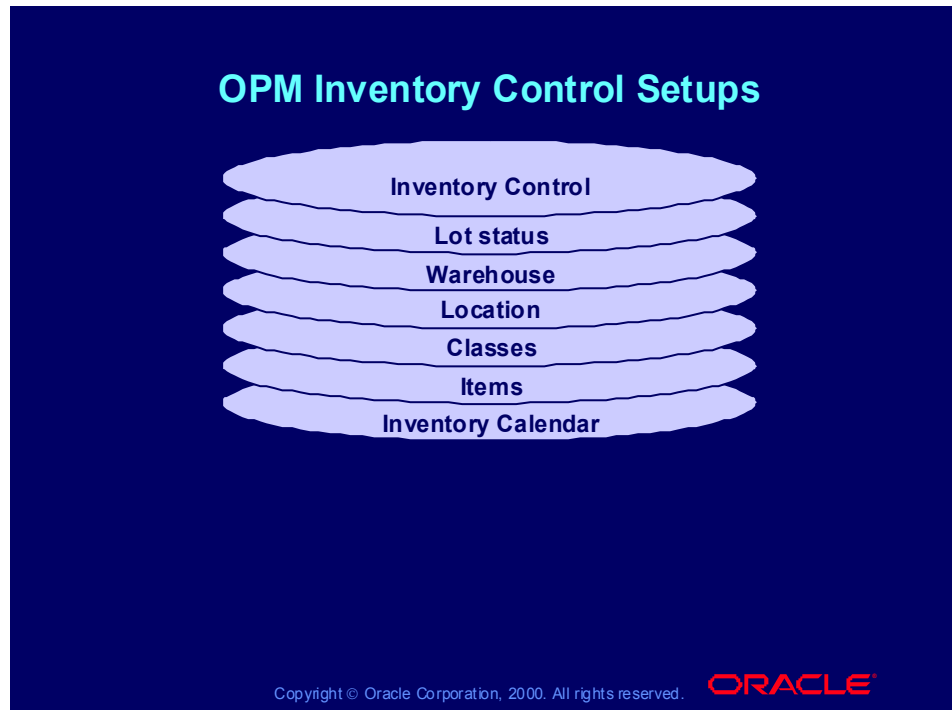 OPM Inventory Control Setups
Inventory Control
Lot status
Warehouse
Location
Classes
Items
Inventory Calendar
Copyright © Oracle Corporation, 2000. All rights reserved.
ORACLE®